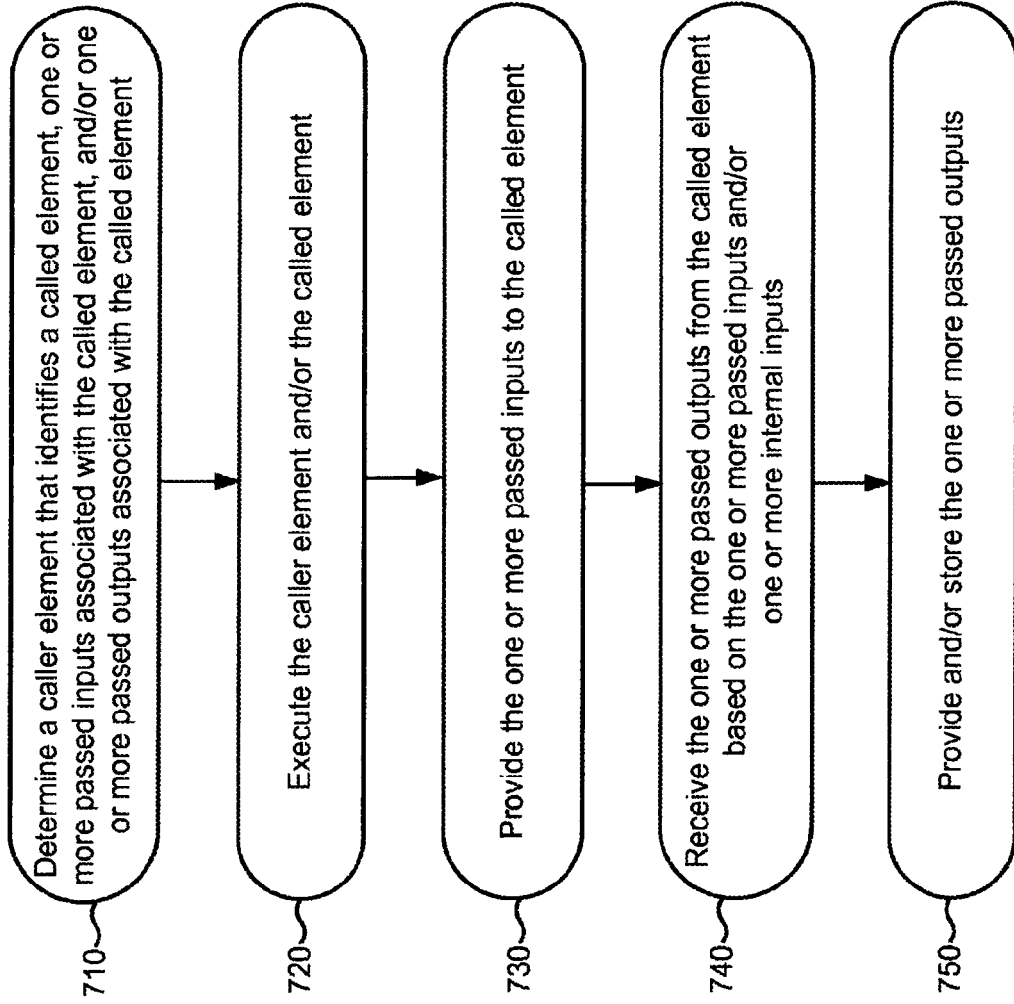 710
Determine a caller element that identifies a called element, one or
more passed inputs associated with the called element, and/or one
or more passed outputs associated with the called element
720
Execute the caller element and/or the called element
730
Provide the one or more passed inputs to the called element
740
Receive the one or more passed outputs from the called element
based on the one or more passed inputs and/or
one or more internal inputs
750
Provide and/or store the one or more passed outputs